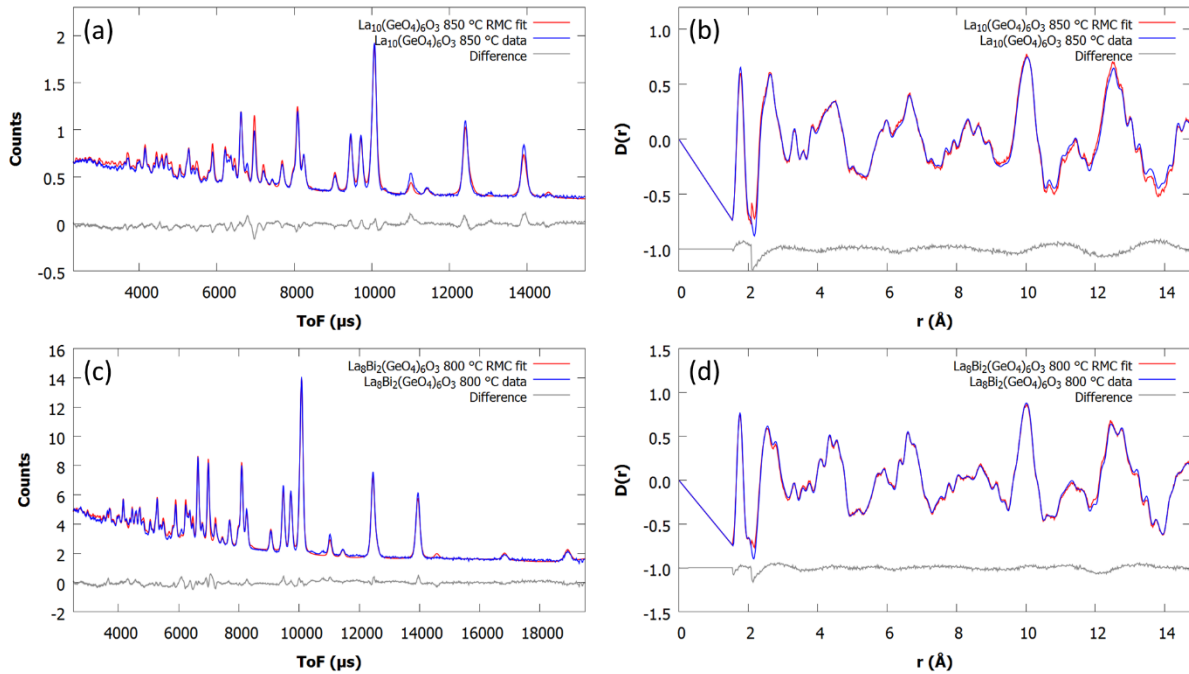 (a)
La₁₀(GeO₄)₆O₃ 850 °C RMC fit
La₁₀(GeO₄)₆O₃ 850 °C data
Difference
Counts
2
1.5
1
0.5
0
-0.5
4000 6000 8000 10000 12000 14000
ToF (µs)
(b)
La₁₀(GeO₄)₆O₃ 850 °C RMC fit
La₁₀(GeO₄)₆O₃ 850 °C data
Difference
D(r)
1.0
0.5
0.0
-0.5
-1.0
0 2 4 6 8 10 12 14
r (Å)
(c)
La₈Bi₂(GeO₄)₆O₃ 800 °C RMC fit
La₈Bi₂(GeO₄)₆O₃ 800 °C data
Difference
Counts
16
14
12
10
8
6
4
2
0
-2
4000 6000 8000 10000 12000 14000 16000 18000
ToF (µs)
(d)
La₈Bi₂(GeO₄)₆O₃ 800 °C RMC fit
La₈Bi₂(GeO₄)₆O₃ 800 °C data
Difference
D(r)
1.5
1.0
0.5
0.0
-0.5
-1.0
-1.5
0 2 4 6 8 10 12 14
r (Å)